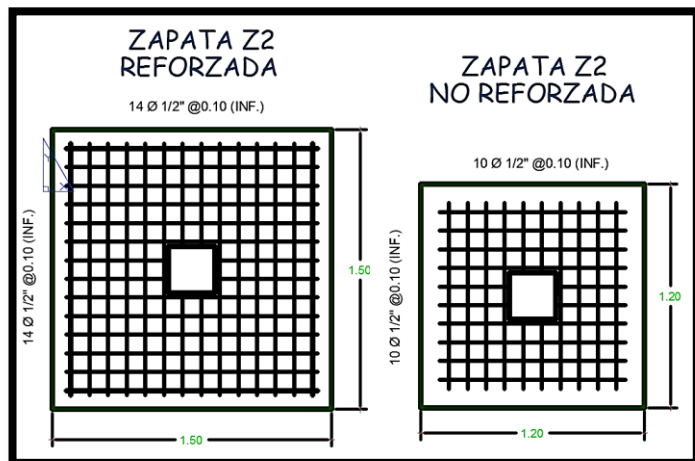 ZAPATA Z2
REFORZADA
14 Ø 1/2" @0.10 (INF.)
14 Ø 1/2" @0.10 (INF.)
1.50
1.50
ZAPATA Z2
NO REFORZADA
10 Ø 1/2" @0.10 (INF.)
10 Ø 1/2" @0.10 (INF.)
1.20
1.20